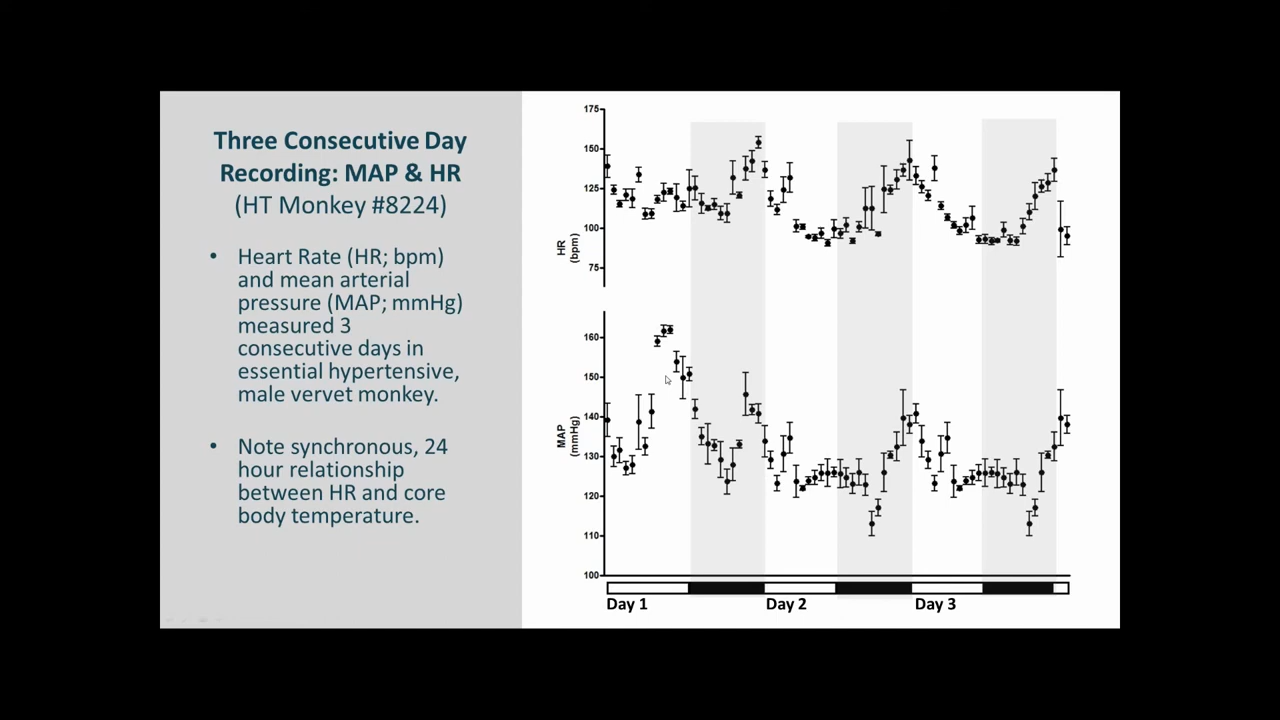 Three Consecutive Day
Recording: MAP & HR
(HT Monkey #8224)
• Heart Rate (HR; bpm)
and mean arterial
pressure (MAP; mmHg)
measured 3
consecutive days in
essential hypertensive,
male vervet monkey.
• Note synchronous, 24
hour relationship
between HR and core
body temperature.
175
150
125
100
75
HR
(bpm)
160
150
140
130
120
110
100
MAP
(mmHg)
Day 1
Day 2
Day 3